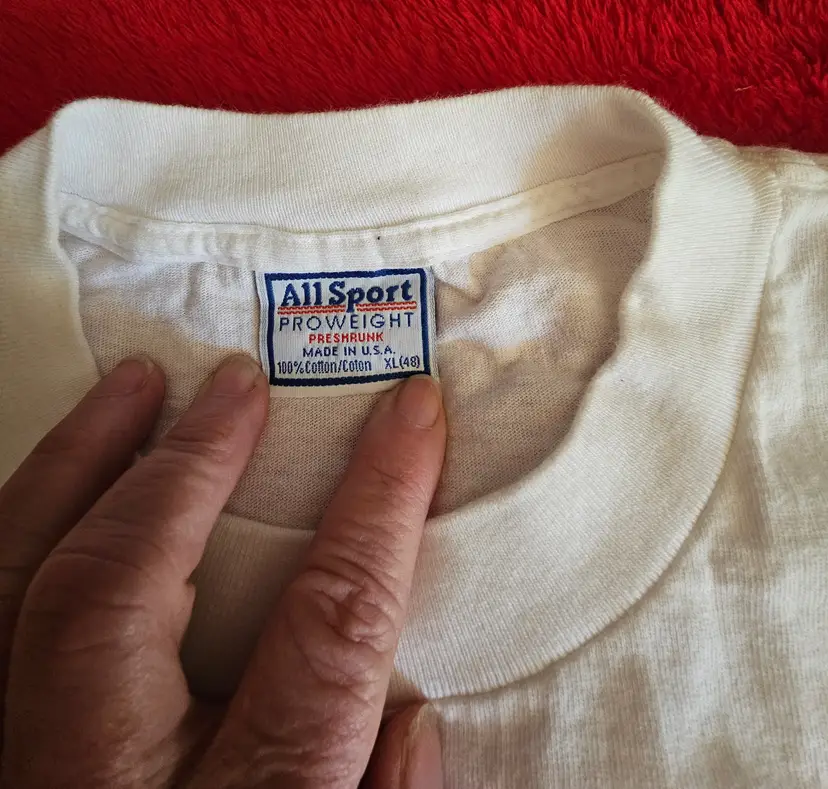 All Sport
PROWEIGHT
PRESHRUNK
MADE IN U.S.A.
100% Cotton/Coton XL(48)